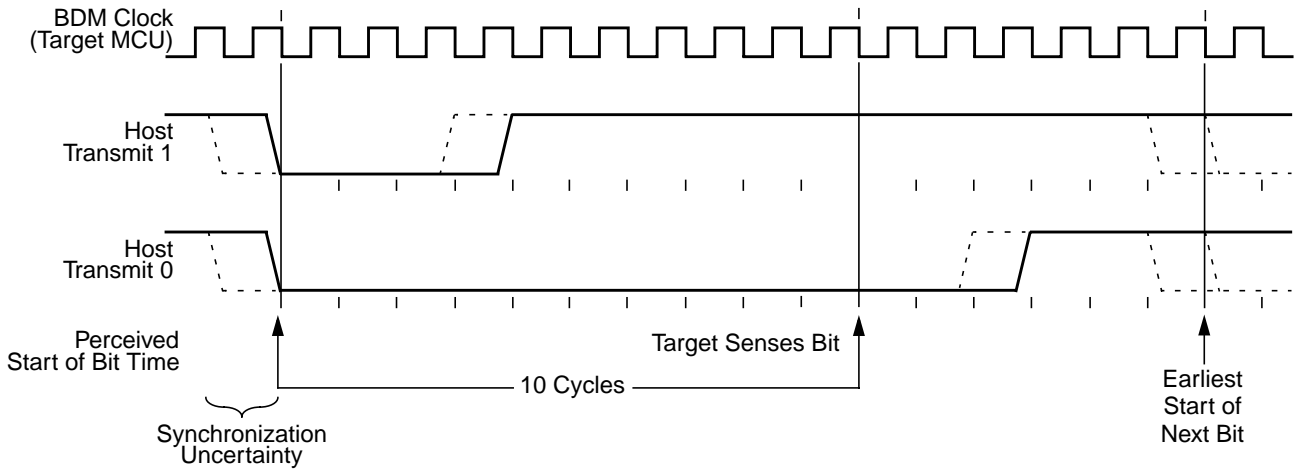 BDM Clock
(Target MCU)
Host
Transmit 1
Host
Transmit 0
Perceived
Start of Bit Time
Target Senses Bit
10 Cycles
Earliest
Start of
Next Bit
Synchronization
Uncertainty